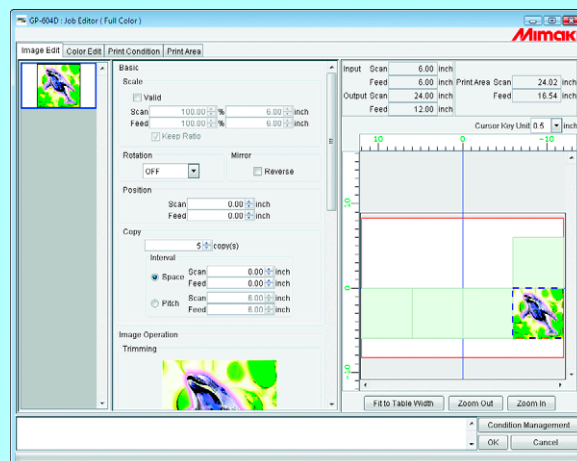 GP-604D : Job Editor ( Full Color )
Mimaki
Image Edit Color Edit Print Condition Print Area
Basic
Scale
Valid
Scan 100.00 % 6.00 inch
Feed 100.00 % 6.00 inch
Keep Ratio
Rotation Mirror
OFF Reverse
Position
Scan 0.00 inch
Feed 0.00 inch
Copy
5 copy(s)
Interval
Space Scan 0.00 inch
Feed 0.00 inch
Pitch Scan 6.00 inch
Feed 6.00 inch
Image Operation
Trimming
Input Scan 6.00 inch
Feed 6.00 inch Print Area Scan 24.02 inch
Output Scan 24.00 inch Feed 16.54 inch
Feed 12.00 inch
Cursor Key Unit 0.5 inch
10 0 -10
10
0
-10
Fit to Table Width Zoom Out Zoom In
Condition Management
OK Cancel